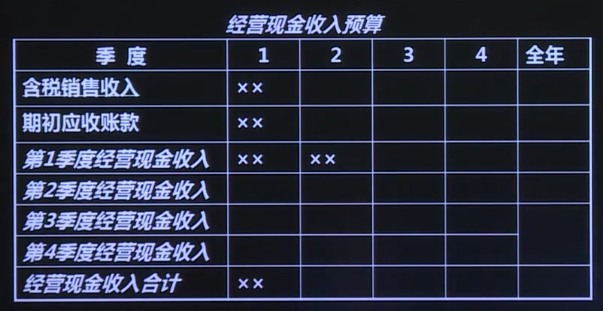 经营现金收入预算
季 度 1 2 3 4 全年
含税销售收入 ××
期初应收账款 ××
第1季度经营现金收入 ×× ××
第2季度经营现金收入
第3季度经营现金收入
第4季度经营现金收入
经营现金收入合计 ××